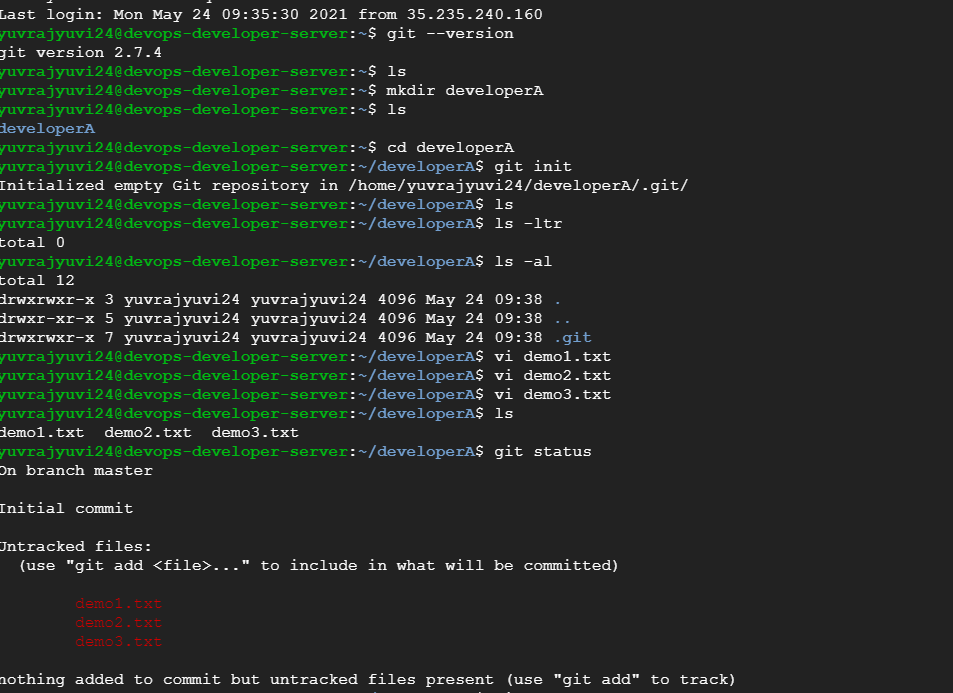 Last login: Mon May 24 09:35:30 2021 from 35.235.240.160
yuvrajyuvi24@devops-developer-server:~$ git --version
git version 2.7.4
yuvrajyuvi24@devops-developer-server:~$ ls
yuvrajyuvi24@devops-developer-server:~$ mkdir developerA
yuvrajyuvi24@devops-developer-server:~$ ls
developerA
yuvrajyuvi24@devops-developer-server:~$ cd developerA
yuvrajyuvi24@devops-developer-server:~/developerA$ git init
Initialized empty Git repository in /home/yuvrajyuvi24/developerA/.git/
yuvrajyuvi24@devops-developer-server:~/developerA$ ls
yuvrajyuvi24@devops-developer-server:~/developerA$ ls -ltr
total 0
yuvrajyuvi24@devops-developer-server:~/developerA$ ls -al
total 12
drwxrwxr-x 3 yuvrajyuvi24 yuvrajyuvi24 4096 May 24 09:38 .
drwxr-xr-x 5 yuvrajyuvi24 yuvrajyuvi24 4096 May 24 09:38 ..
drwxrwxr-x 7 yuvrajyuvi24 yuvrajyuvi24 4096 May 24 09:38 .git
yuvrajyuvi24@devops-developer-server:~/developerA$ vi demo1.txt
yuvrajyuvi24@devops-developer-server:~/developerA$ vi demo2.txt
yuvrajyuvi24@devops-developer-server:~/developerA$ vi demo3.txt
yuvrajyuvi24@devops-developer-server:~/developerA$ ls
demo1.txt  demo2.txt  demo3.txt
yuvrajyuvi24@devops-developer-server:~/developerA$ git status
On branch master
Initial commit
Untracked files:
  (use "git add <file>..." to include in what will be committed)
        demo1.txt
        demo2.txt
        demo3.txt
nothing added to commit but untracked files present (use "git add" to track)